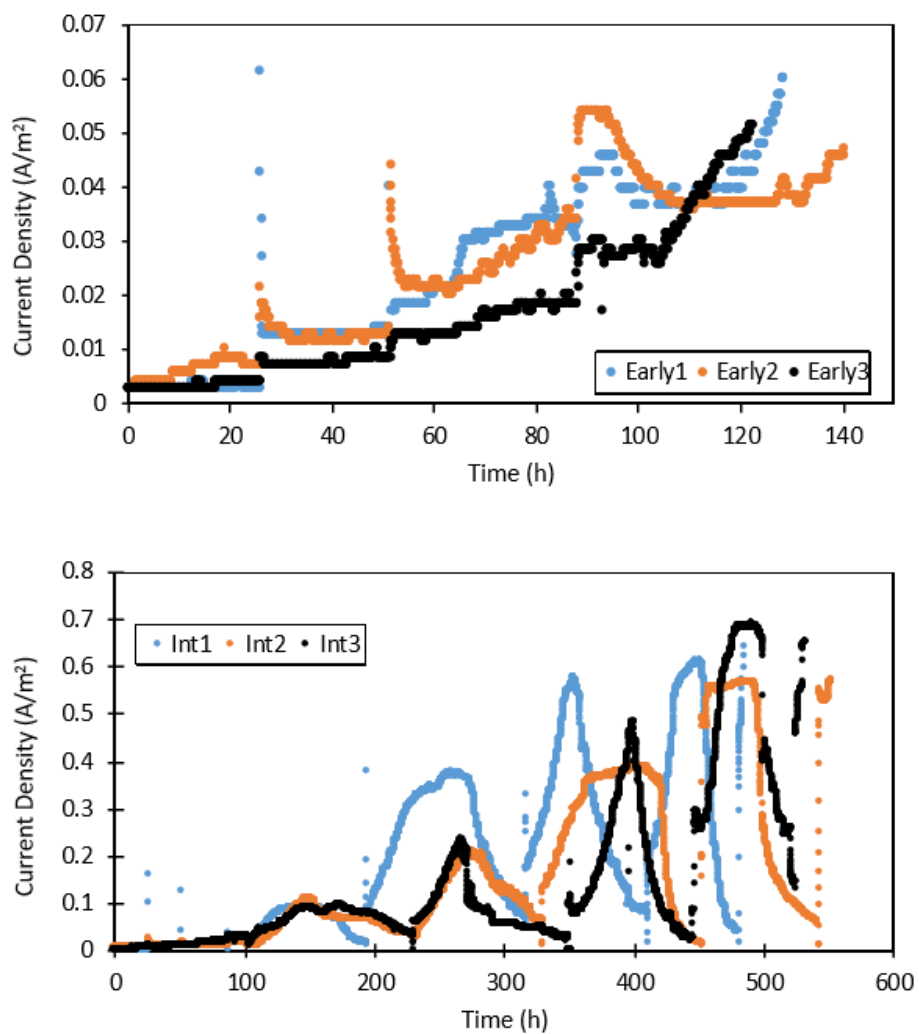 0.07
0.06
0.05
0.04
0.03
0.02
0.01
0
Current Density (A/m²)
Early1 Early2 Early3
0 20 40 60 80 100 120 140
Time (h)
0.8
0.7
0.6
0.5
0.4
0.3
0.2
0.1
0
Current Density (A/m²)
Int1 Int2 Int3
0 100 200 300 400 500 600
Time (h)